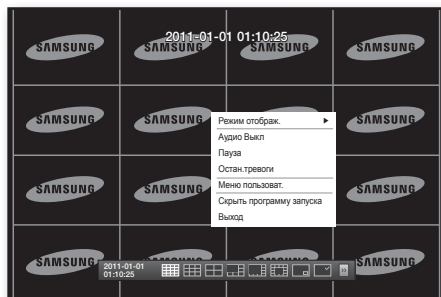 2011-01-01 01:10:25
SAMSUNG SAMSUNG SAMSUNG SAMSUNG
SAMSUNG SAMSUNG SAMSUNG
Режим отображ.
Аудио Выкл
Пауза
Остан.тревоги
Меню пользоват.
Скрыть программу запуска
Выход
SAMSUNG SAMSUNG SAMSUNG
SAMSUNG SAMSUNG SAMSUNG SAMSUNG
2011-01-01
01:10:25